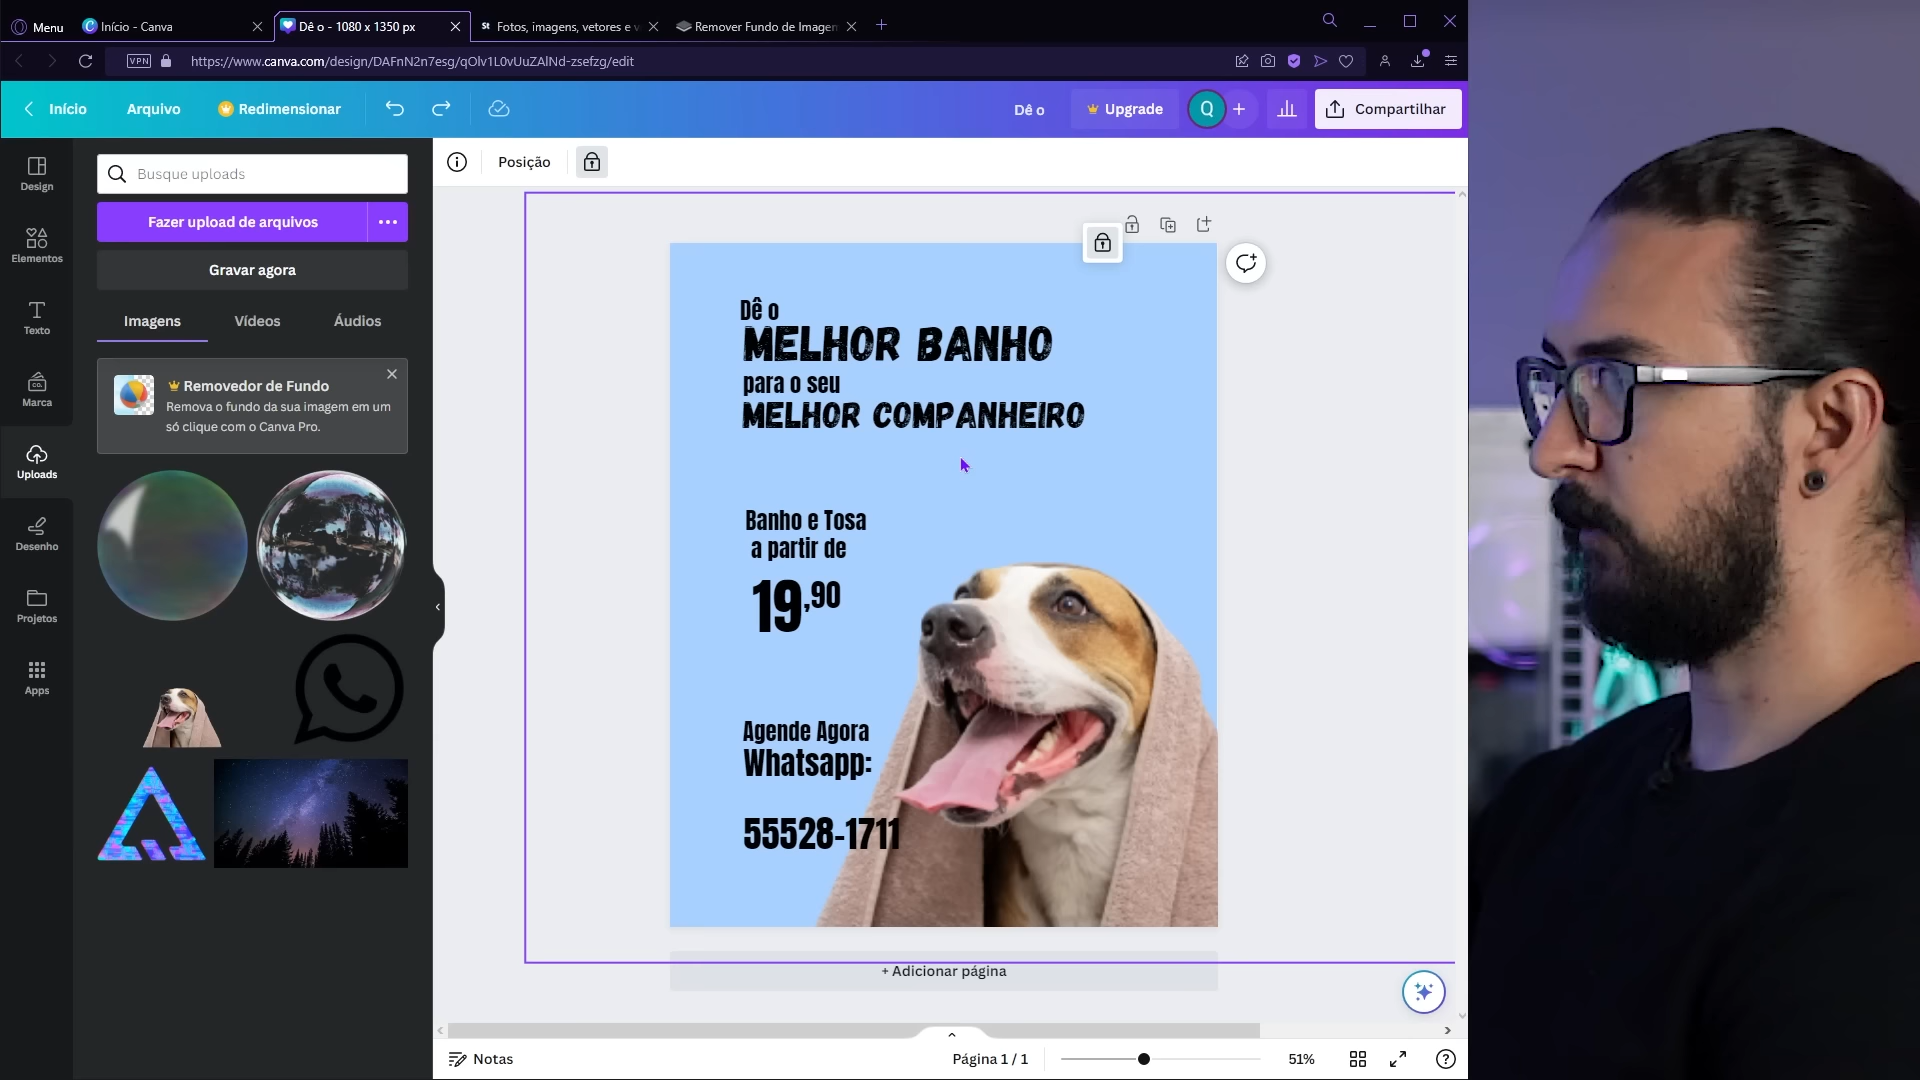 Menu
Início - Canva
Dê o - 1080 x 1350 px
St Fotos, imagens, vetores e v
Remover Fundo de Imagen
VPN
https://www.canva.com/design/DAFnN2n7esg/qOlv1L0vUuZAlNd-zsefzg/edit
Início
Arquivo
Redimensionar
Dê o
Upgrade
Q
Compartilhar
Design
Elementos
Texto
Marca
Uploads
Desenho
Projetos
Apps
Busque uploads
Fazer upload de arquivos
Gravar agora
Imagens
Vídeos
Áudios
Removedor de Fundo
Remova o fundo da sua imagem em um
só clique com o Canva Pro.
Posição
Dê o
MELHOR BANHO
para o seu
MELHOR COMPANHEIRO
Banho e Tosa
a partir de
19,90
Agende Agora
Whatsapp:
55528-1711
+ Adicionar página
Notas
Página 1 / 1
51%